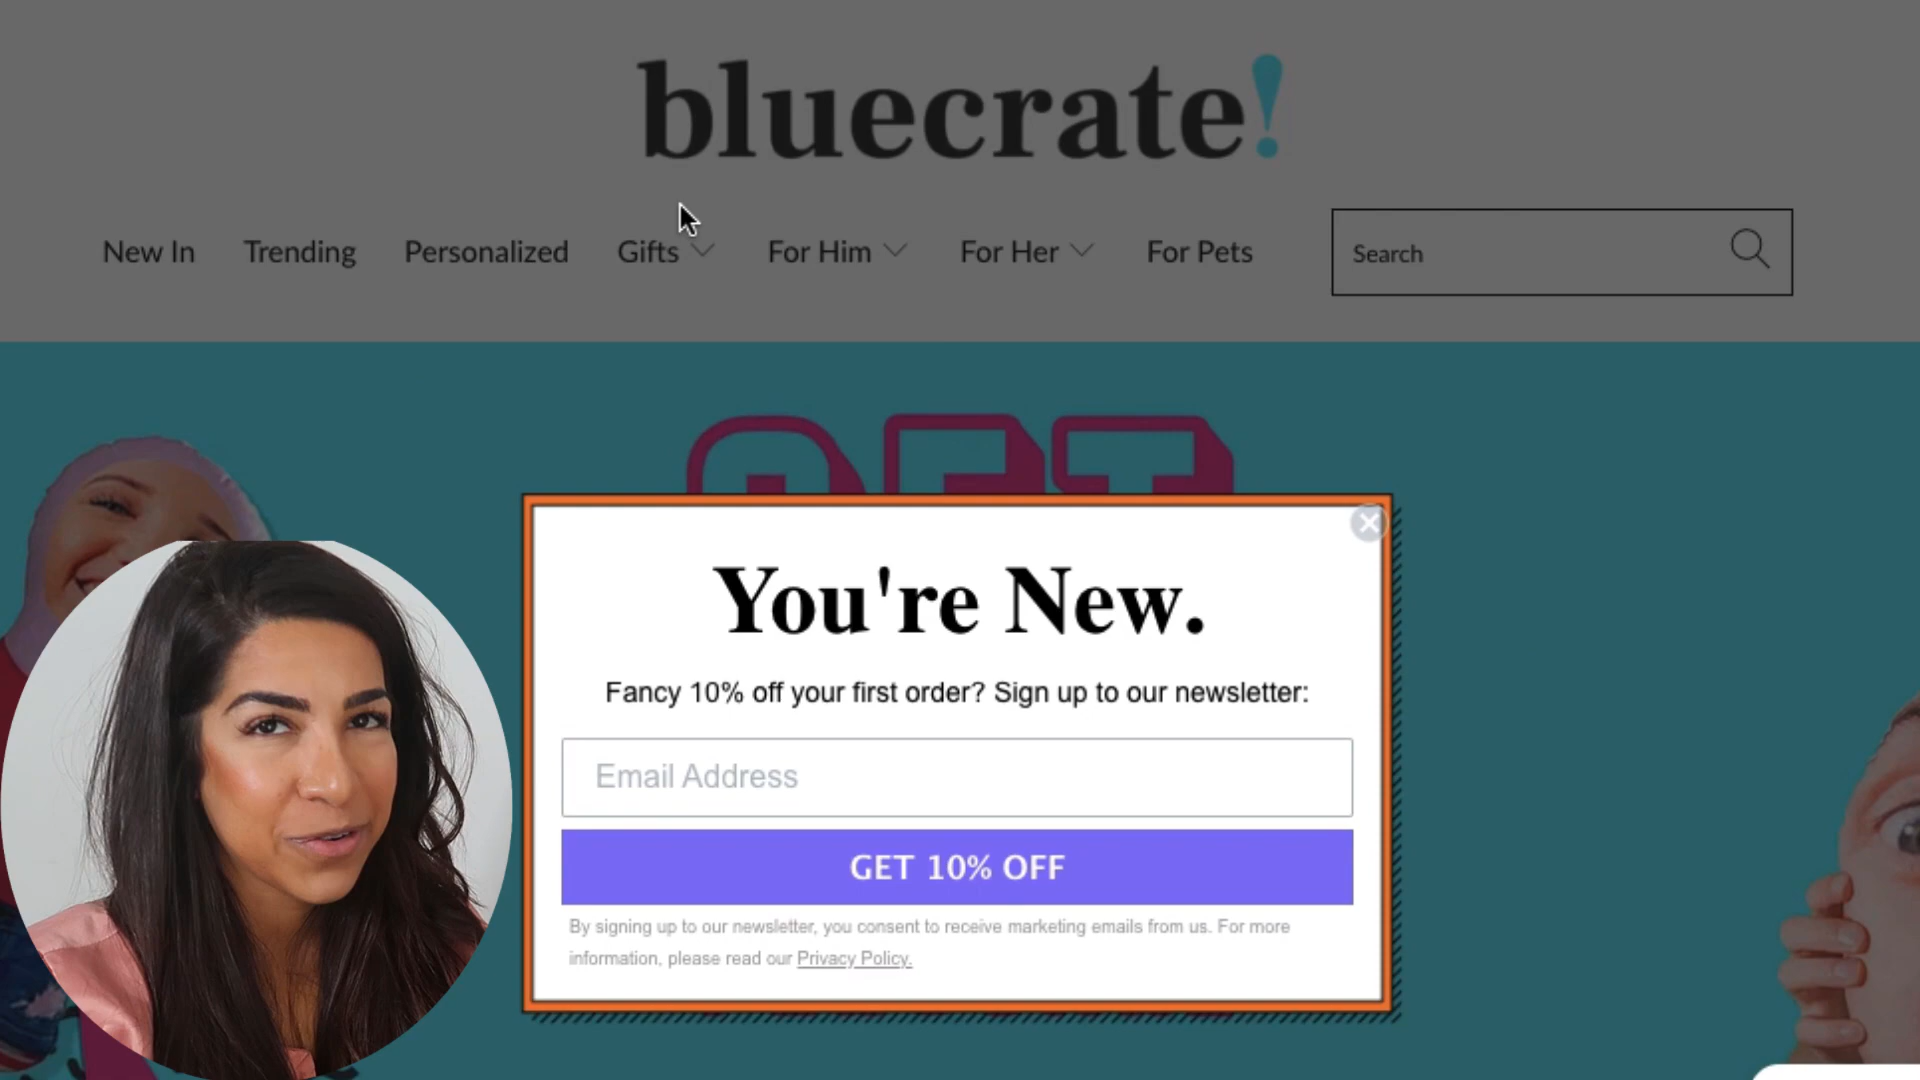 bluecrate!
New In Trending Personalized Gifts For Him For Her For Pets Search
You're New.
Fancy 10% off your first order? Sign up to our newsletter:
Email Address
GET 10% OFF
By signing up to our newsletter, you consent to receive marketing emails from us. For more
information, please read our Privacy Policy.